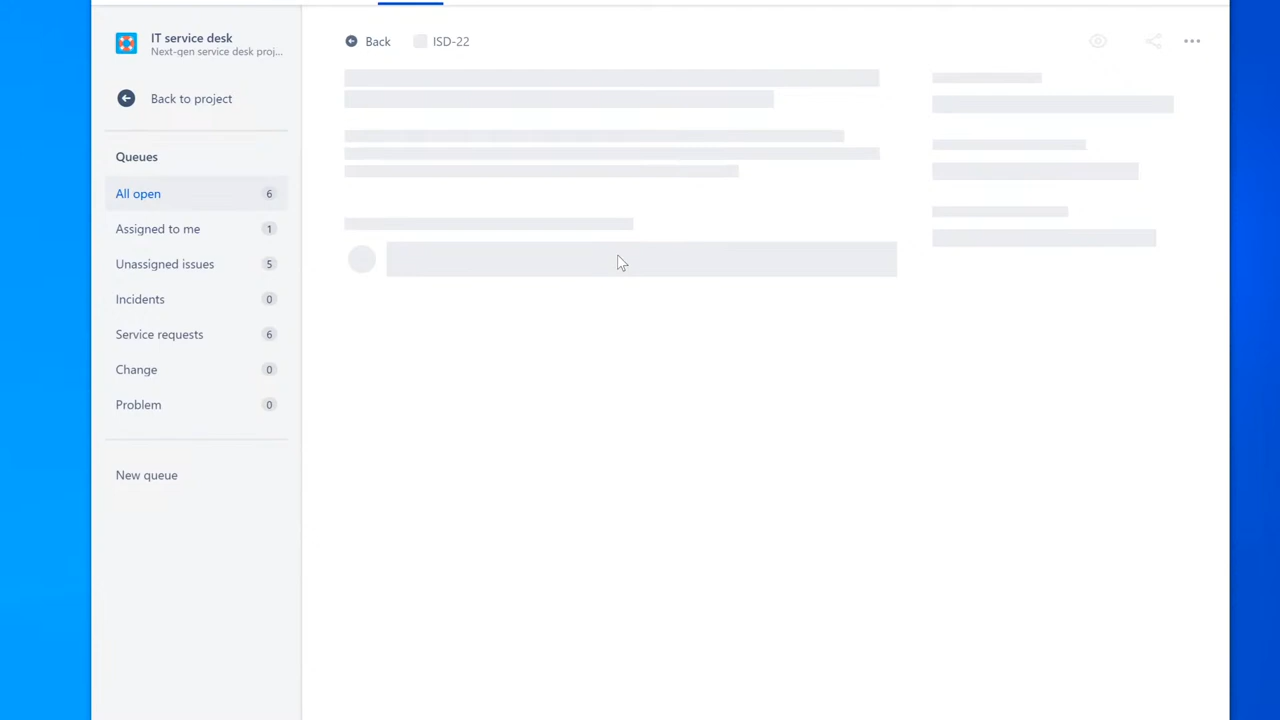 IT service desk
Next-gen service desk proj...
Back to project
Queues
All open 6
Assigned to me 1
Unassigned issues 5
Incidents 0
Service requests 6
Change 0
Problem 0
New queue
Back ISD-22